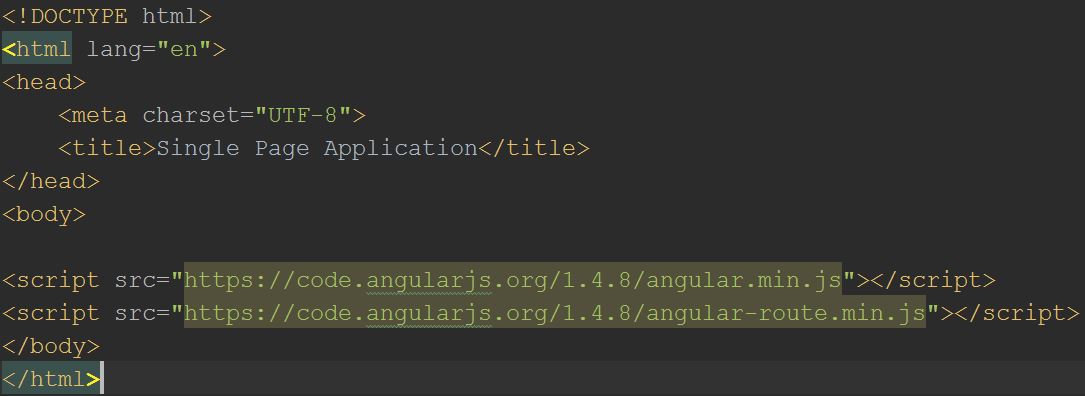 <!DOCTYPE html>
<html lang="en">
<head>
    <meta charset="UTF-8">
    <title>Single Page Application</title>
</head>
<body>

<script src="https://code.angularjs.org/1.4.8/angular.min.js"></script>
<script src="https://code.angularjs.org/1.4.8/angular-route.min.js"></script>
</body>
</html>